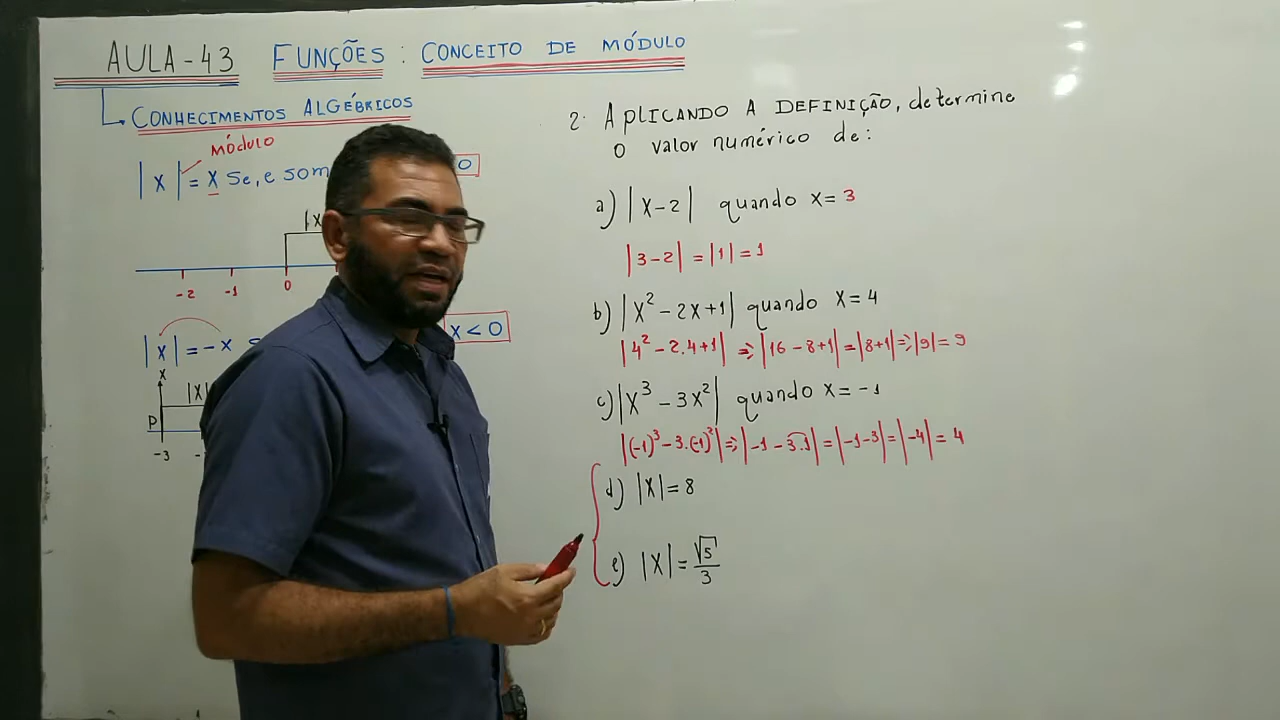 AULA-43 FUNÇÕES: CONCEITO DE MÓDULO
CONHECIMENTOS ALGÉBRICOS
MÓDULO
|X| = X Se, e som 0
|X
-2 -1 0
|X| = -X X < 0
X |X|
P
-3
2. APLICANDO A DEFINIÇÃO, determine
o valor numérico de:
a) |X-2| quando X= 3
|3-2| = |1| = 1
b) |X² - 2X+1| quando X=4
|4² - 2.4+1| => |16 - 8+1| = |8+1| => |9| = 9
c) |X³ - 3X²| quando X= -1
|(-1)³ - 3.(-1)²| => |-1 - 3.1| = |-1-3| = |-4| = 4
d) |X| = 8
e) |X| = √5/3